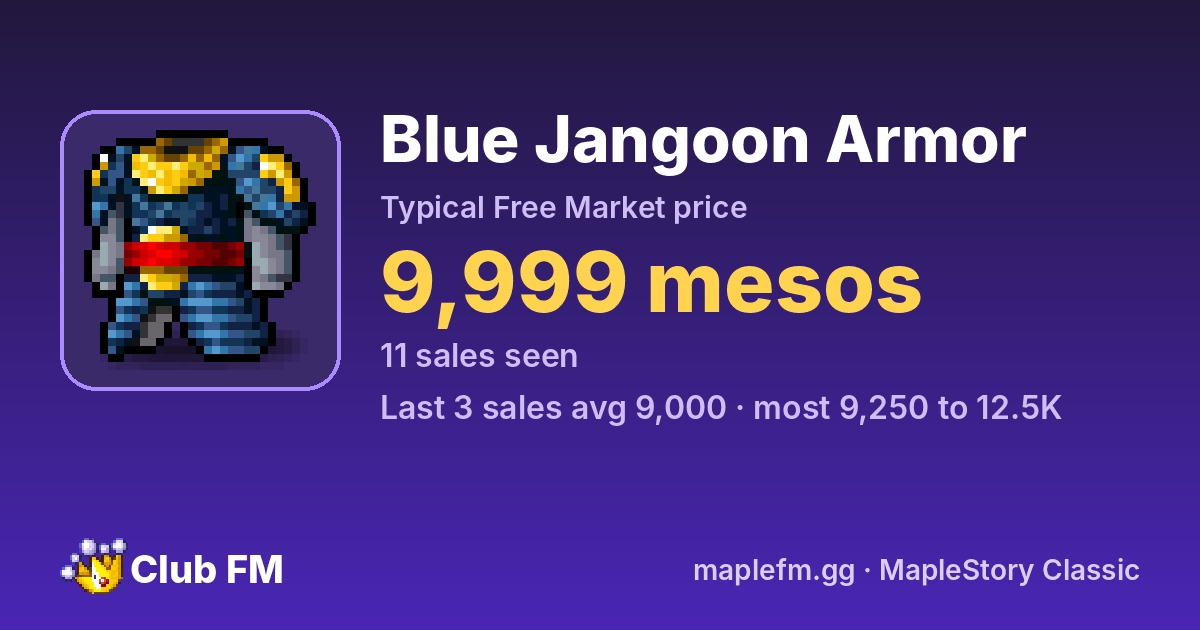 Blue Jangoon Armor
Typical Free Market price
9,999 mesos
11 sales seen
Last 3 sales avg 9,000 · most 9,250 to 12.5K
Club FM
maplefm.gg · MapleStory Classic